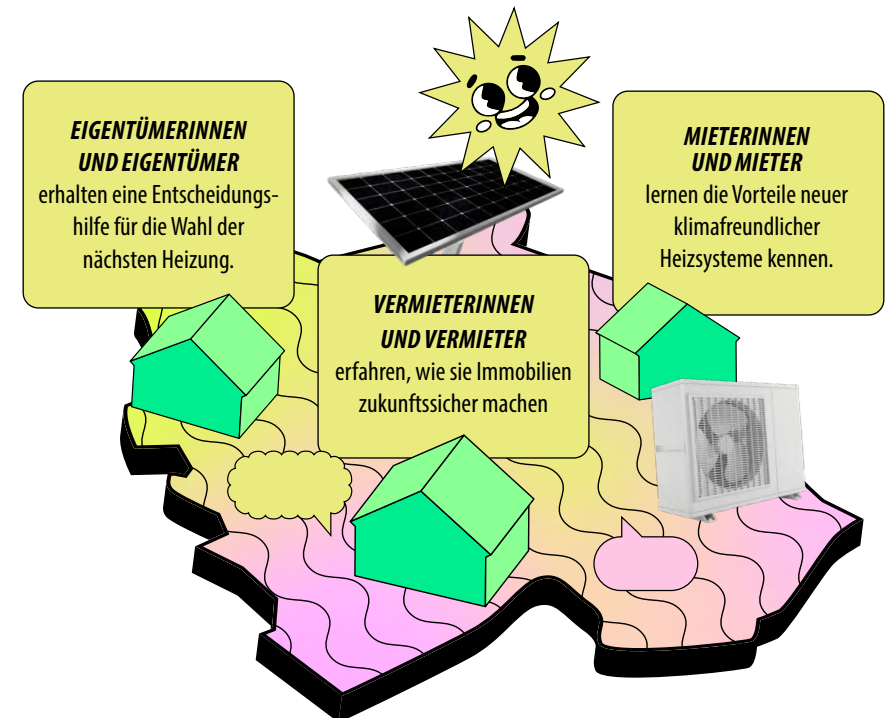 EIGENTÜMERINNEN
UND EIGENTÜMER
erhalten eine Entscheidungs-
hilfe für die Wahl der
nächsten Heizung.
VERMIETERINNEN
UND VERMIETER
erfahren, wie sie Immobilien
zukunftssicher machen
MIETERINNEN
UND MIETER
lernen die Vorteile neuer
klimafreundlicher
Heizsysteme kennen.